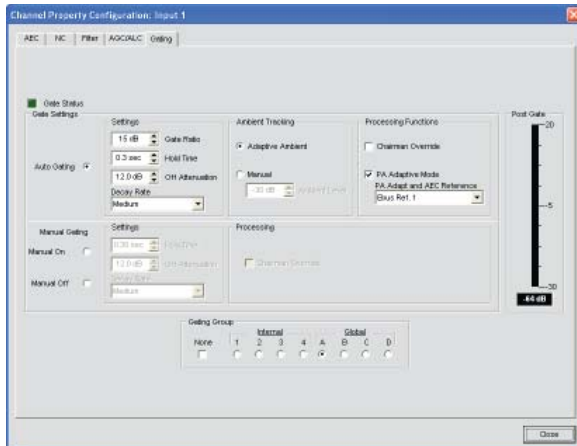 Channel Property Configuration: Input 1
AEC NC Filter AGC/ALC Gating
Gate Status
Gate Settings
Settings
15 dB Gate Ratio
0.3 sec Hold Time
12.0 dB Off Attenuation
Decay Rate
Medium
Auto Gating
Ambient Tracking
Adaptive Ambient
Manual
-30 dB Ambient Level
Processing Functions
Chairman Override
PA Adaptive Mode
PA Adapt and AEC Reference
Ebus Ref. 1
Post Gate
20
-5
-30
-64 dB
Manual Gating
Manual On
Manual Off
Settings
0.30 sec Hold Time
12.0 dB Off Attenuation
Decay Rate
Medium
Processing
Chairman Override
Gating Group
Internal Global
None 1 2 3 4 A B C D
Close